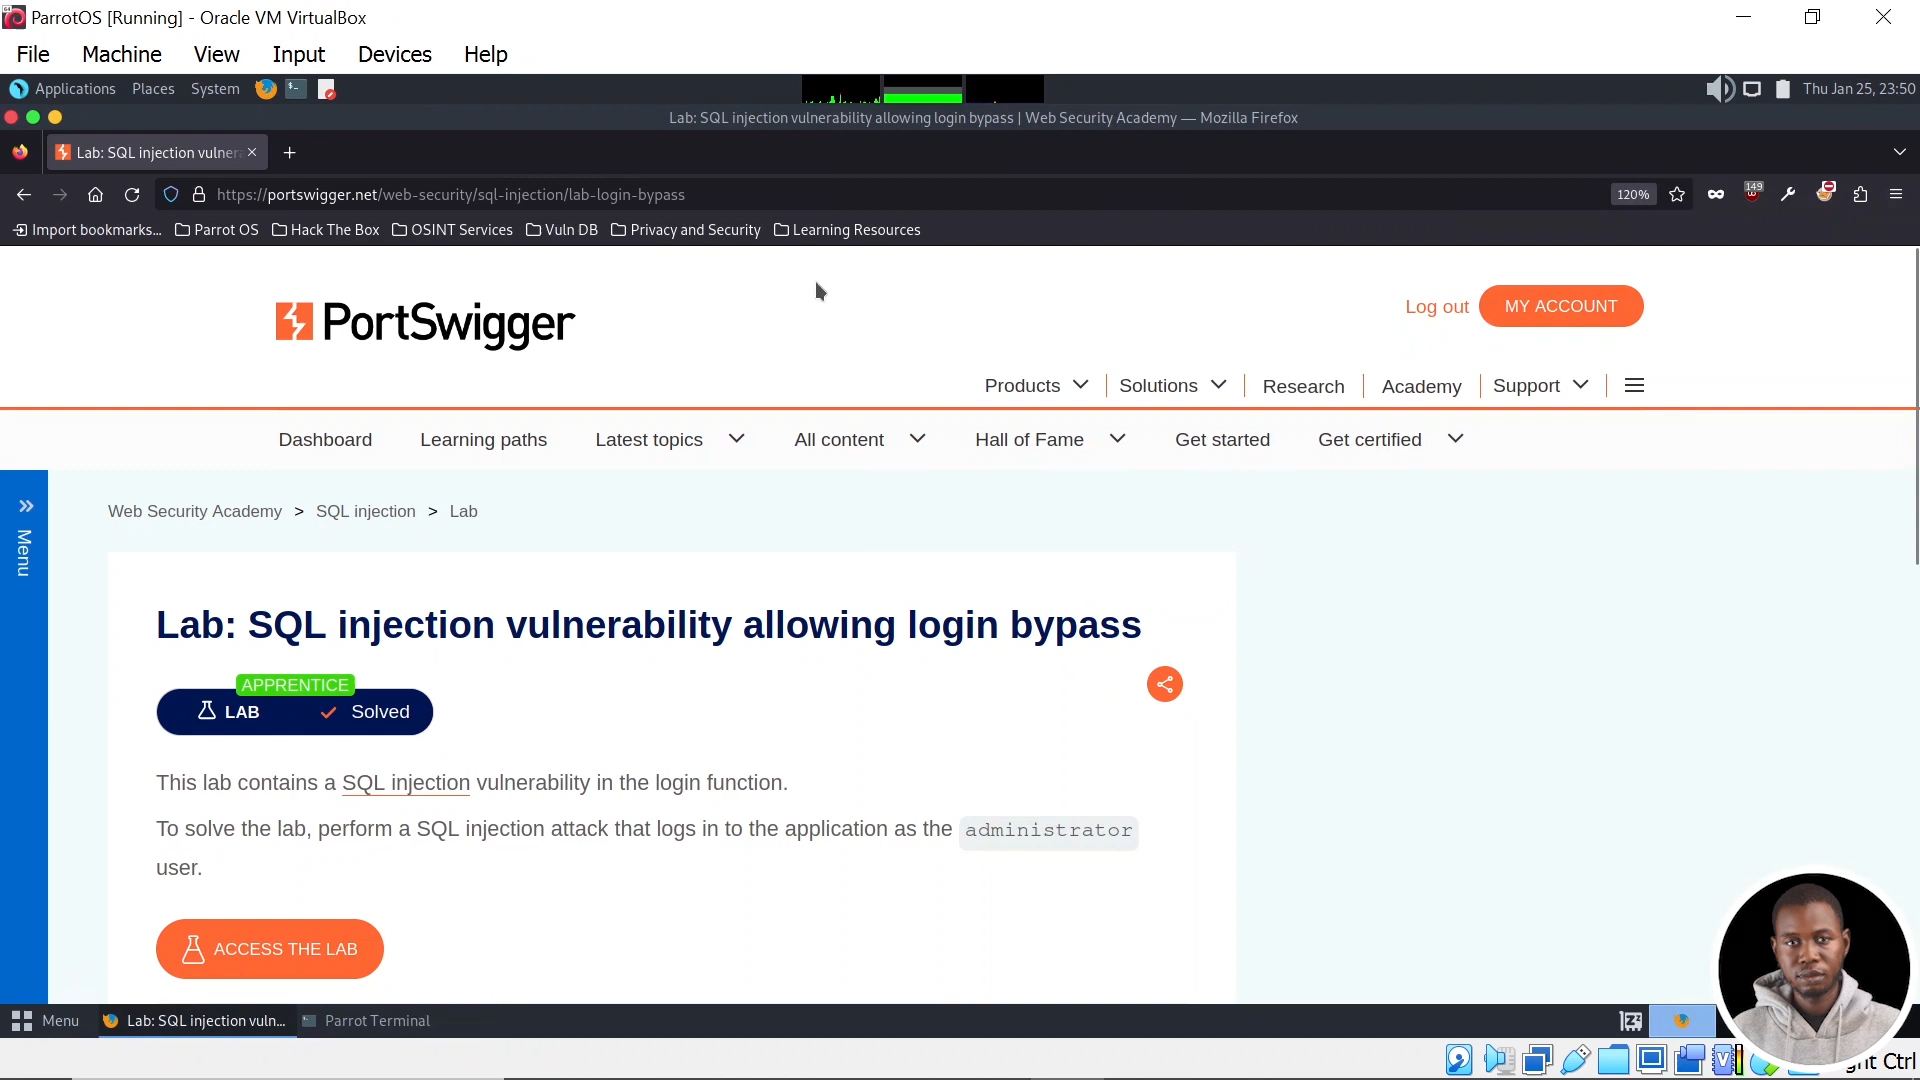 ParrotOS [Running] - Oracle VM VirtualBox
File Machine View Input Devices Help
Applications Places System Thu Jan 25, 23:50
Lab: SQL injection vulnerability allowing login bypass | Web Security Academy — Mozilla Firefox
Lab: SQL injection vulnera
https://portswigger.net/web-security/sql-injection/lab-login-bypass 120% 149
Import bookmarks... Parrot OS Hack The Box OSINT Services Vuln DB Privacy and Security Learning Resources
PortSwigger
Log out MY ACCOUNT
Products Solutions Research Academy Support
Dashboard Learning paths Latest topics All content Hall of Fame Get started Get certified
Menu
Web Security Academy > SQL injection > Lab
Lab: SQL injection vulnerability allowing login bypass
APPRENTICE
LAB Solved
This lab contains a SQL injection vulnerability in the login function.
To solve the lab, perform a SQL injection attack that logs in to the application as the administrator
user.
ACCESS THE LAB
Menu Lab: SQL injection vuln... Parrot Terminal
Ctrl